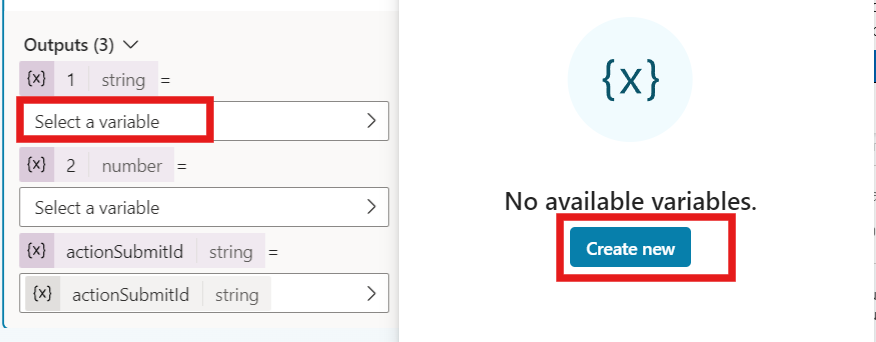 Outputs (3)
{x} 1 string =
Select a variable
{x} 2 number =
Select a variable
{x} actionSubmitId string =
{x} actionSubmitId string
{x}
No available variables.
Create new